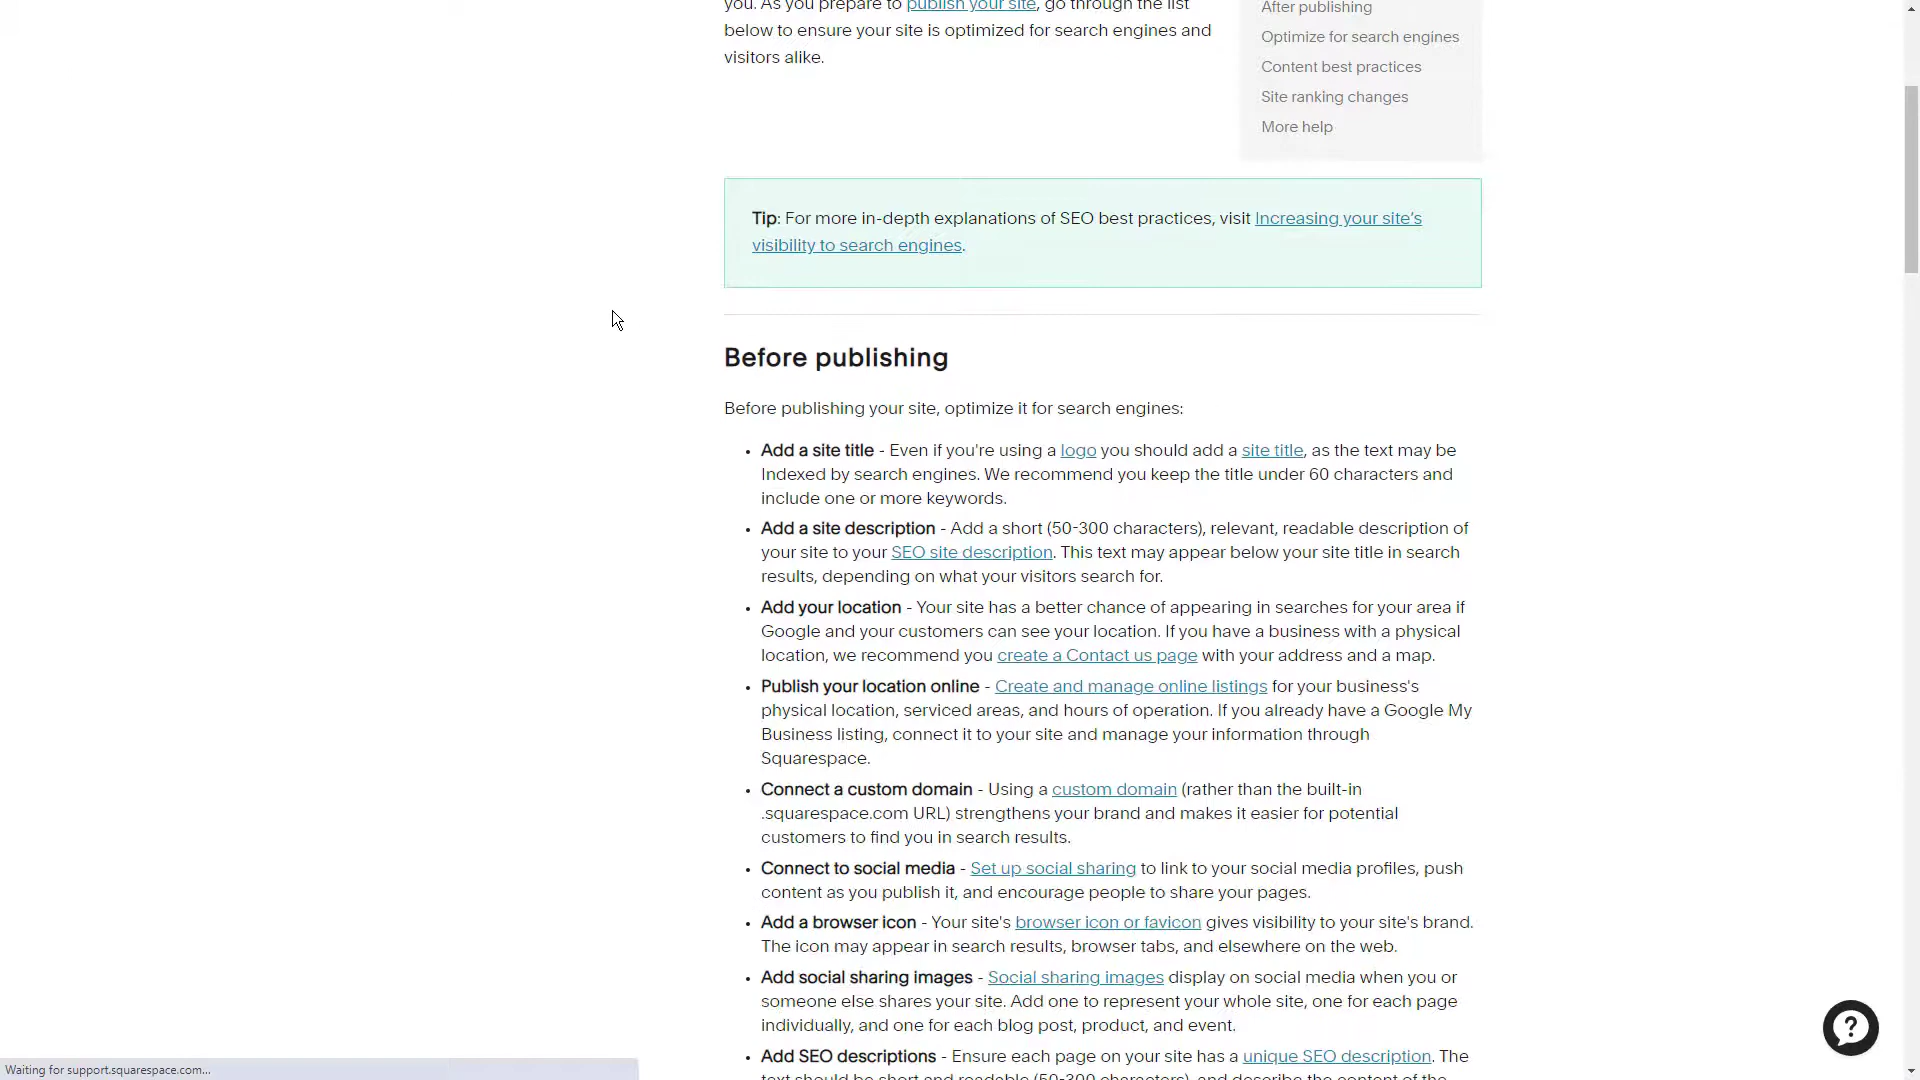 you. As you prepare to publish your site, go through the list
below to ensure your site is optimized for search engines and
visitors alike.
After publishing
Optimize for search engines
Content best practices
Site ranking changes
More help
Tip: For more in-depth explanations of SEO best practices, visit Increasing your site's
visibility to search engines.
Before publishing
Before publishing your site, optimize it for search engines:
• Add a site title - Even if you're using a logo you should add a site title, as the text may be
Indexed by search engines. We recommend you keep the title under 60 characters and
include one or more keywords.
• Add a site description - Add a short (50-300 characters), relevant, readable description of
your site to your SEO site description. This text may appear below your site title in search
results, depending on what your visitors search for.
• Add your location - Your site has a better chance of appearing in searches for your area if
Google and your customers can see your location. If you have a business with a physical
location, we recommend you create a Contact us page with your address and a map.
• Publish your location online - Create and manage online listings for your business's
physical location, serviced areas, and hours of operation. If you already have a Google My
Business listing, connect it to your site and manage your information through
Squarespace.
• Connect a custom domain - Using a custom domain (rather than the built-in
.squarespace.com URL) strengthens your brand and makes it easier for potential
customers to find you in search results.
• Connect to social media - Set up social sharing to link to your social media profiles, push
content as you publish it, and encourage people to share your pages.
• Add a browser icon - Your site's browser icon or favicon gives visibility to your site's brand.
The icon may appear in search results, browser tabs, and elsewhere on the web.
• Add social sharing images - Social sharing images display on social media when you or
someone else shares your site. Add one to represent your whole site, one for each page
individually, and one for each blog post, product, and event.
• Add SEO descriptions - Ensure each page on your site has a unique SEO description. The
text should be short and readable (50-300 characters), and describe the content of the
Waiting for support.squarespace.com...